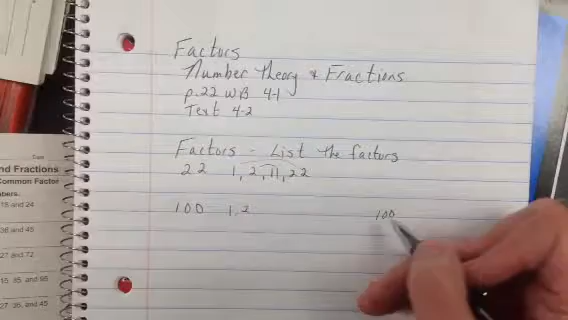 Factors
Number Theory & Fractions
p.22 WB 4-1
Text 4-2
Factors - List the factors
22 1, 2, 11, 22
100 1, 2 100
nd Fractions
Common Factor
bers.
18 and 24
36 and 45
27 and 72
15, 35, and 95
27, 35, and 45